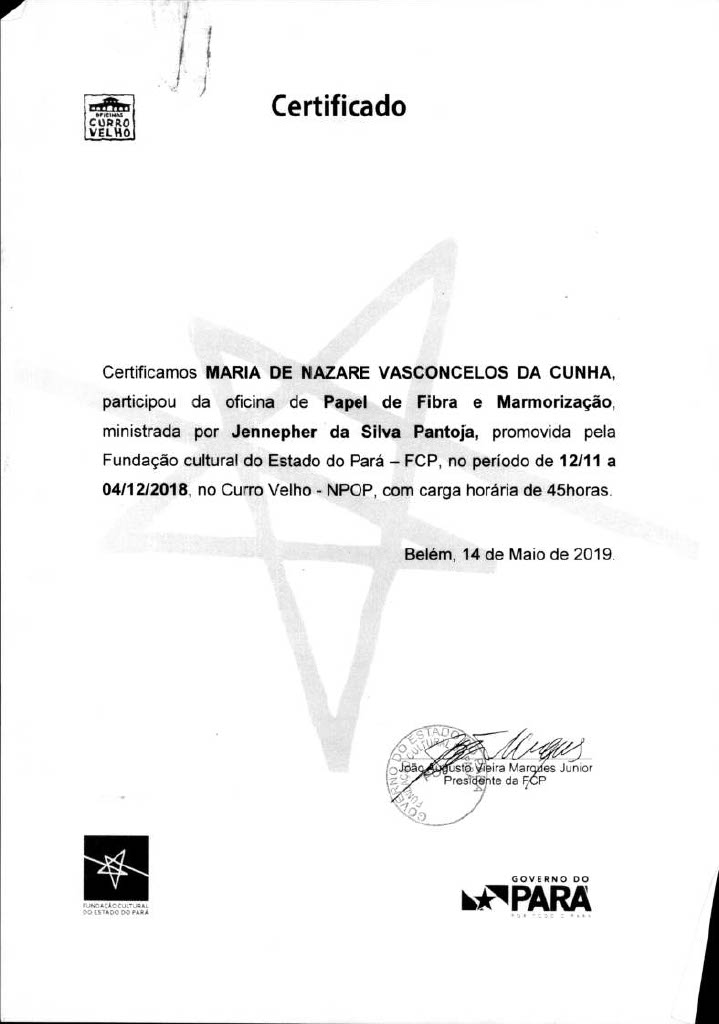 Certificado
OFICINAS
CURRO
VELHO
Certificamos MARIA DE NAZARE VASCONCELOS DA CUNHA,
participou da oficina de Papel de Fibra e Marmorização,
ministrada por Jennepher da Silva Pantoja, promovida pela
Fundação cultural do Estado do Pará – FCP, no período de 12/11 a
04/12/2018, no Curro Velho - NPOP, com carga horária de 45horas.
Belém, 14 de Maio de 2019.
GOVERNO DO ESTADO DO PARÁ
João Augusto Vieira Marques Junior
Presidente da FCP
FUNDAÇÃO CULTURAL
DO ESTADO DO PARÁ
GOVERNO DO
PARÁ
POR TODO O PARÁ